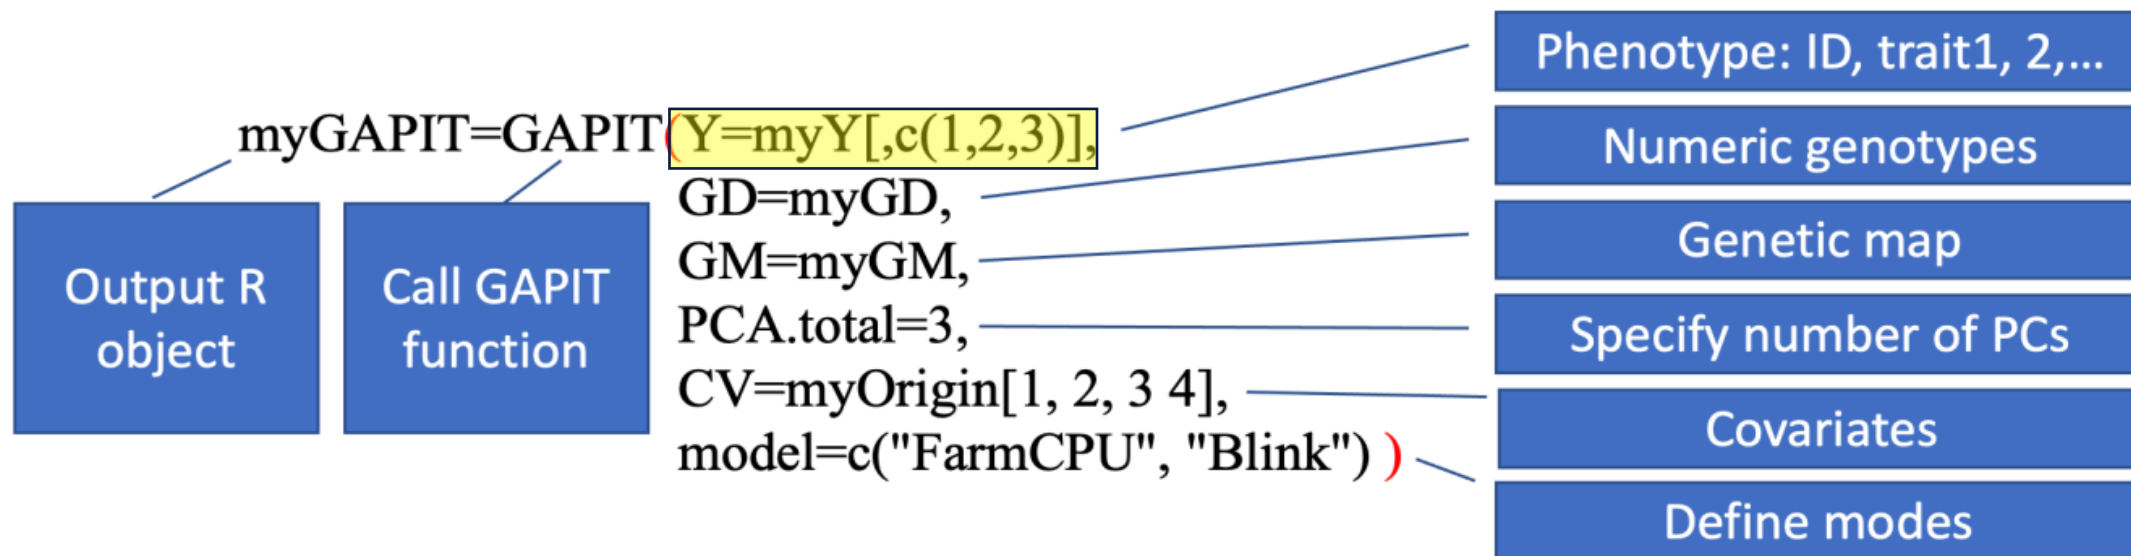 myGAPIT=GAPIT(Y=myY[,c(1,2,3)],
GD=myGD,
GM=myGM,
PCA.total=3,
CV=myOrigin[1, 2, 3 4],
model=c("FarmCPU", "Blink") )
Output R
object
Call GAPIT
function
Phenotype: ID, trait1, 2,...
Numeric genotypes
Genetic map
Specify number of PCs
Covariates
Define modes